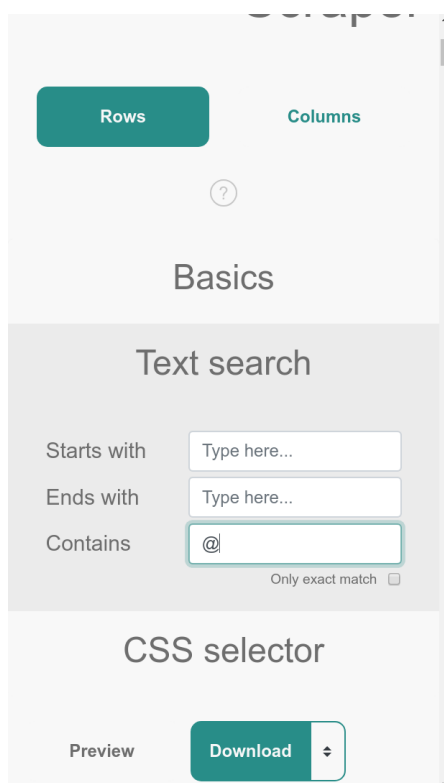 Scraper
Rows Columns
?
Basics
Text search
Starts with Type here...
Ends with Type here...
Contains @
Only exact match
CSS selector
Preview Download